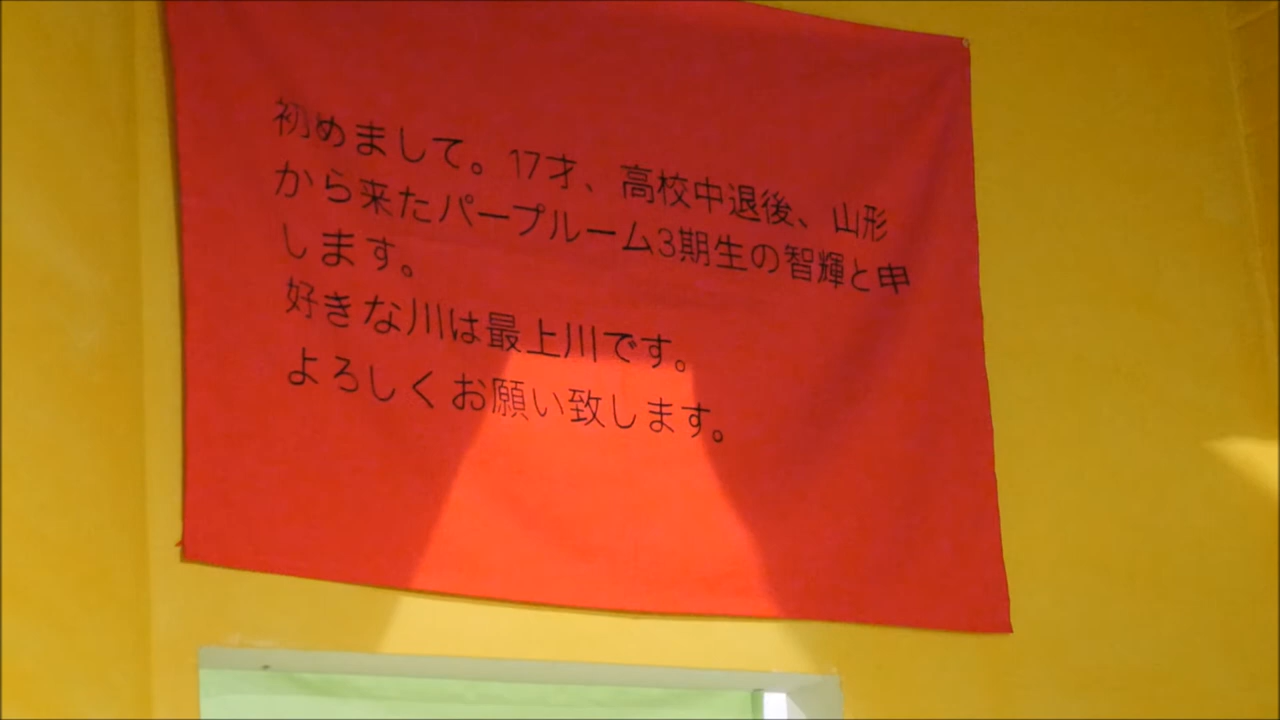 初めまして。17才、高校中退後、山形
から来たパープルーム3期生の智輝と申
します。
好きな川は最上川です。
よろしくお願い致します。